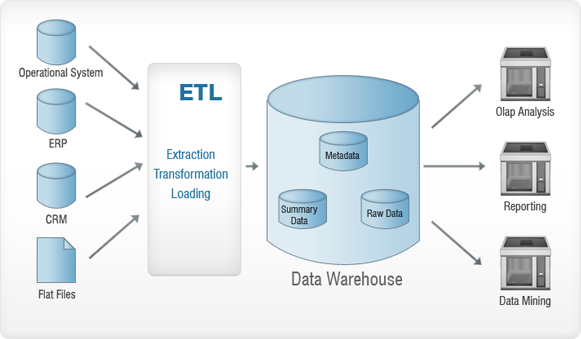 Operational System
ERP
CRM
Flat Files
ETL
Extraction
Transformation
Loading
Metadata
Summary
Data
Raw Data
Data Warehouse
Olap Analysis
Reporting
Data Mining